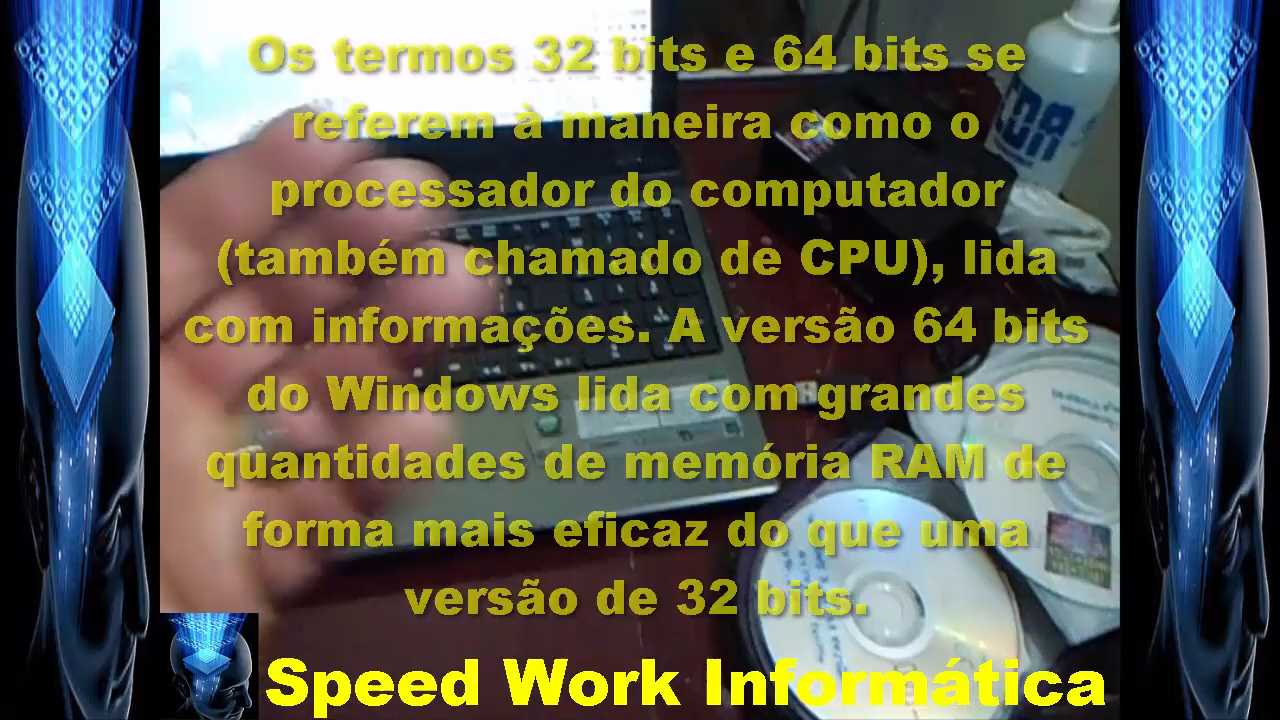 Os termos 32 bits e 64 bits se
referem à maneira como o
processador do computador
(também chamado de CPU), lida
com informações. A versão 64 bits
do Windows lida com grandes
quantidades de memória RAM de
forma mais eficaz do que uma
versão de 32 bits.
Speed Work Informática